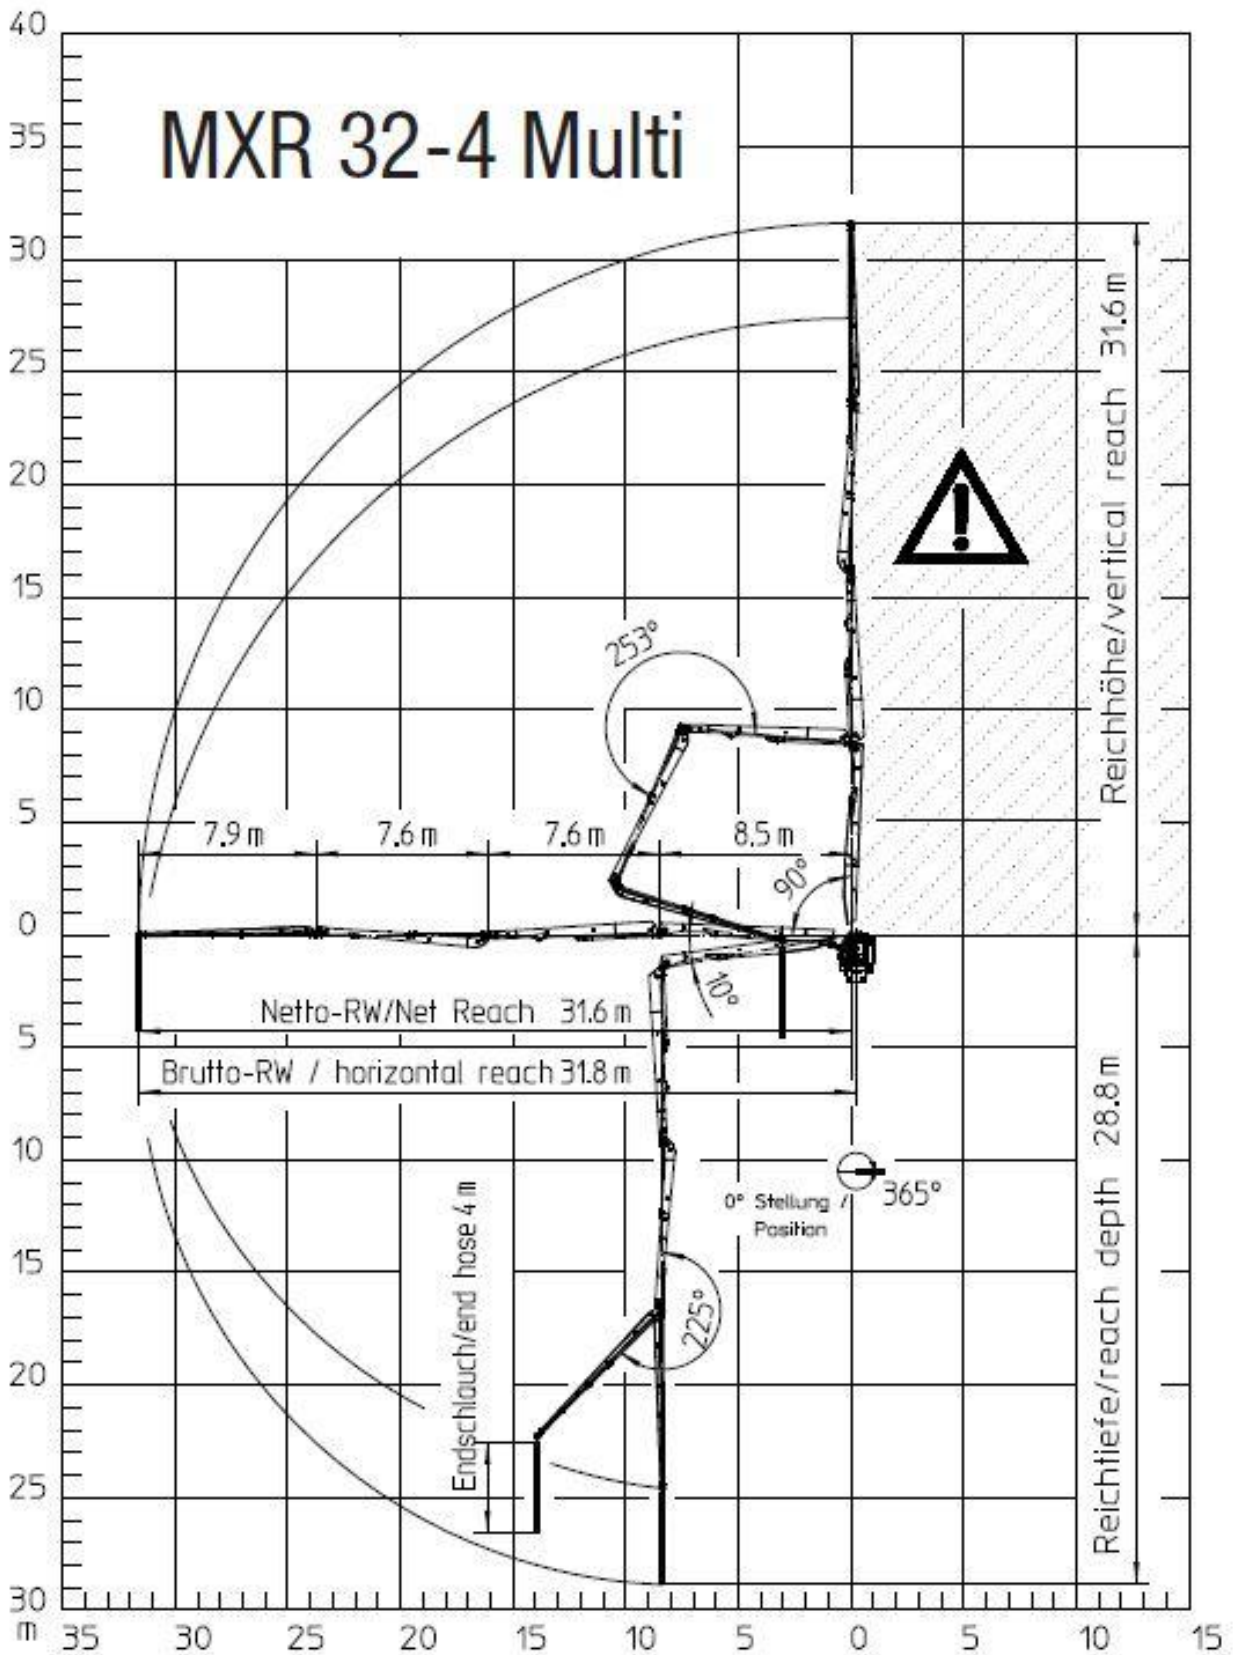 40
35
30
25
20
15
10
5
0
5
10
15
20
25
30
m
MXR 32-4 Multi
Reichhöhe/vertical reach 31.6 m
253°
7.9 m 7.6 m 7.6 m 8.5 m
90°
10°
Netto-RW/Net Reach 31.6 m
Brutto-RW / horizontal reach 31.8 m
Reichtiefe/reach depth 28.8 m
0° Stellung /
Position
365°
Endschlauch/end hose 4 m
225°
35 30 25 20 15 10 5 0 5 10 15